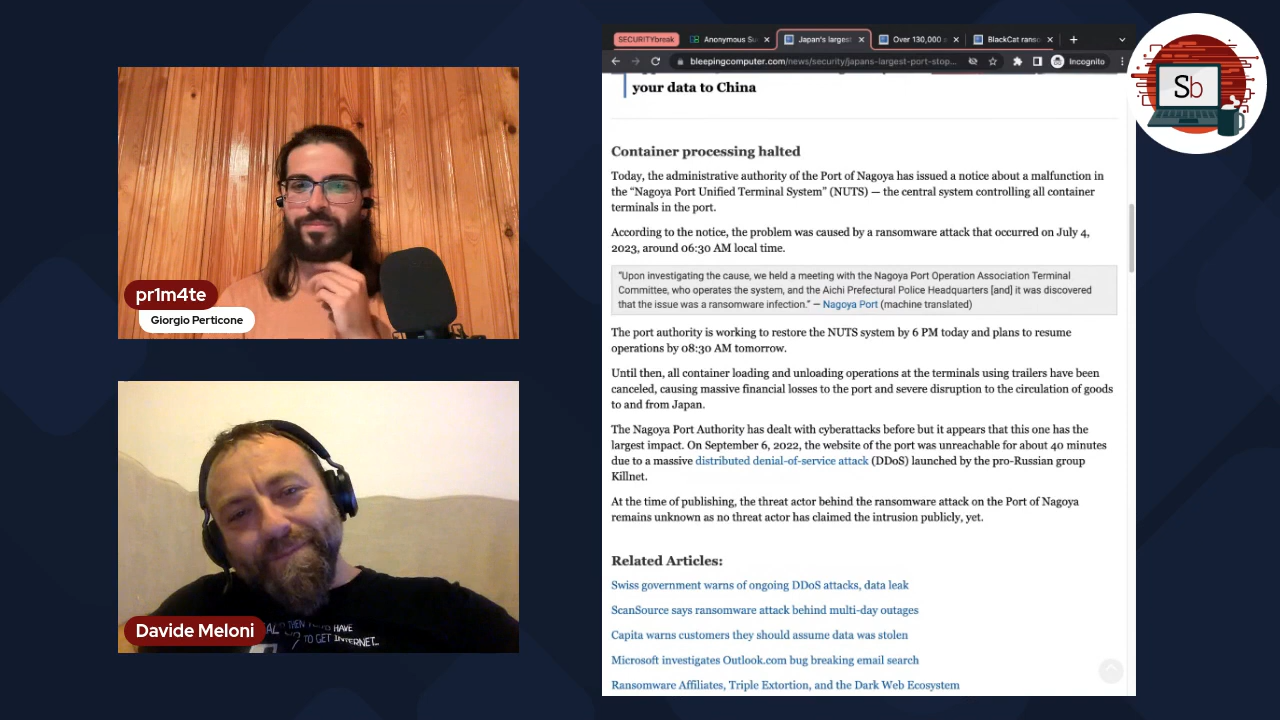 pr1m4te
Giorgio Perticone
THEN
HAVE
TO GET INTERNET...
Davide Meloni
SECURITYbreak
Anonymous Su
Japan's largest
Over 130,000
BlackCat rans
bleepingcomputer.com/news/security/japans-largest-port-stop...
Incognito
Sb
your data to China
Container processing halted
Today, the administrative authority of the Port of Nagoya has issued a notice about a malfunction in
the “Nagoya Port Unified Terminal System” (NUTS) — the central system controlling all container
terminals in the port.
According to the notice, the problem was caused by a ransomware attack that occurred on July 4,
2023, around 06:30 AM local time.
“Upon investigating the cause, we held a meeting with the Nagoya Port Operation Association Terminal
Committee, who operates the system, and the Aichi Prefectural Police Headquarters [and] it was discovered
that the issue was a ransomware infection.” — Nagoya Port (machine translated)
The port authority is working to restore the NUTS system by 6 PM today and plans to resume
operations by 08:30 AM tomorrow.
Until then, all container loading and unloading operations at the terminals using trailers have been
canceled, causing massive financial losses to the port and severe disruption to the circulation of goods
to and from Japan.
The Nagoya Port Authority has dealt with cyberattacks before but it appears that this one has the
largest impact. On September 6, 2022, the website of the port was unreachable for about 40 minutes
due to a massive distributed denial-of-service attack (DDoS) launched by the pro-Russian group
Killnet.
At the time of publishing, the threat actor behind the ransomware attack on the Port of Nagoya
remains unknown as no threat actor has claimed the intrusion publicly, yet.
Related Articles:
Swiss government warns of ongoing DDoS attacks, data leak
ScanSource says ransomware attack behind multi-day outages
Capita warns customers they should assume data was stolen
Microsoft investigates Outlook.com bug breaking email search
Ransomware Affiliates, Triple Extortion, and the Dark Web Ecosystem